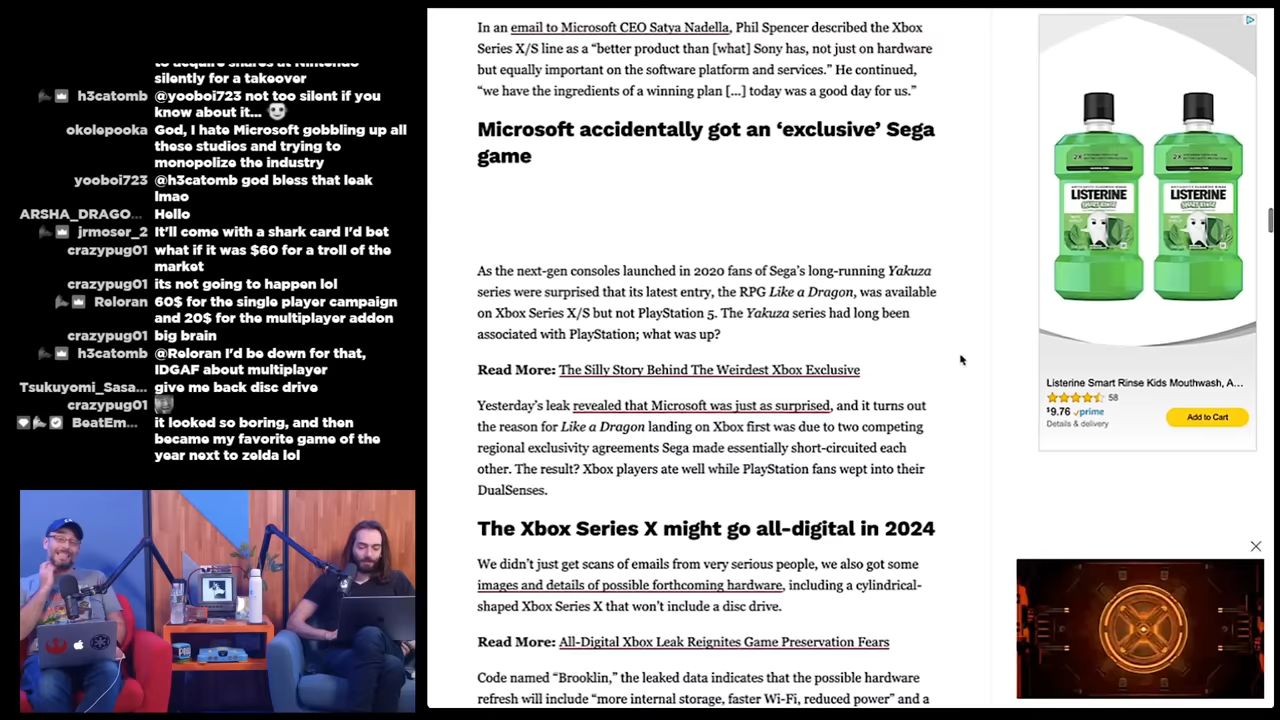 to acquire shares at Nintendo
silently for a takeover
h3catomb @yooboi723 not too silent if you
know about it...
okolepooka God, I hate Microsoft gobbling up all
these studios and trying to
monopolize the industry
yooboi723 @h3catomb god bless that leak
lmao
ARSHA_DRAGO... Hello
jrmoser_2 It'll come with a shark card I'd bet
crazypug01 what if it was $60 for a troll of the
market
crazypug01 its not going to happen lol
Reloran 60$ for the single player campaign
and 20$ for the multiplayer addon
crazypug01 big brain
h3catomb @Reloran I'd be down for that,
IDGAF about multiplayer
Tsukuyomi_Sasa... give me back disc drive
crazypug01
BeatEm... it looked so boring, and then
became my favorite game of the
year next to zelda lol
In an email to Microsoft CEO Satya Nadella, Phil Spencer described the Xbox
Series X/S line as a “better product than [what] Sony has, not just on hardware
but equally important on the software platform and services.” He continued,
“we have the ingredients of a winning plan [...] today was a good day for us.”
Microsoft accidentally got an ‘exclusive’ Sega
game
As the next-gen consoles launched in 2020 fans of Sega’s long-running Yakuza
series were surprised that its latest entry, the RPG Like a Dragon, was available
on Xbox Series X/S but not PlayStation 5. The Yakuza series had long been
associated with PlayStation; what was up?
Read More: The Silly Story Behind The Weirdest Xbox Exclusive
Yesterday’s leak revealed that Microsoft was just as surprised, and it turns out
the reason for Like a Dragon landing on Xbox first was due to two competing
regional exclusivity agreements Sega made essentially short-circuited each
other. The result? Xbox players ate well while PlayStation fans wept into their
DualSenses.
The Xbox Series X might go all-digital in 2024
We didn’t just get scans of emails from very serious people, we also got some
images and details of possible forthcoming hardware, including a cylindrical-
shaped Xbox Series X that won’t include a disc drive.
Read More: All-Digital Xbox Leak Reignites Game Preservation Fears
Code named “Brooklin,” the leaked data indicates that the possible hardware
refresh will include “more internal storage, faster Wi-Fi, reduced power” and a
LISTERINE
SMART RINSE
LISTERINE
SMART RINSE
Listerine Smart Rinse Kids Mouthwash, A...
58
$9.76 prime
Details & delivery
Add to Cart